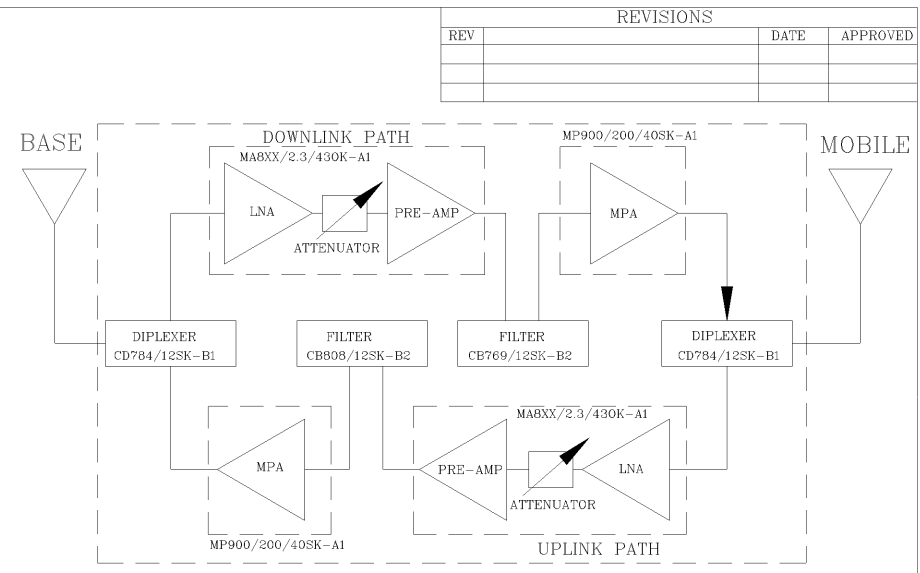 REVISIONS
REV DATE APPROVED
BASE
DOWNLINK PATH
MP900/200/40SK-A1
MOBILE
MA8XX/2.3/430K-A1
LNA
PRE-AMP
MPA
ATTENUATOR
DIPLEXER
CD784/12SK-B1
FILTER
CB808/12SK-B2
FILTER
CB769/12SK-B2
DIPLEXER
CD784/12SK-B1
MA8XX/2.3/430K-A1
MPA
PRE-AMP
LNA
ATTENUATOR
MP900/200/40SK-A1
UPLINK PATH